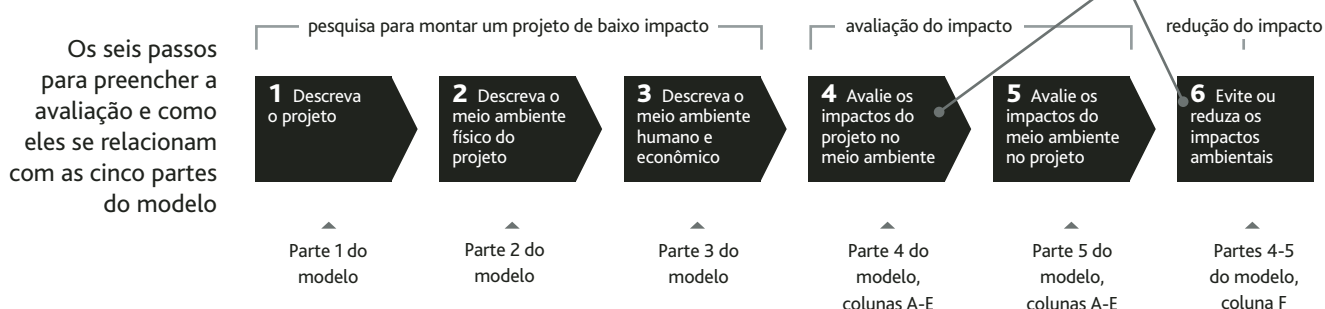 Os seis passos
para preencher a
avaliação e como
eles se relacionam
com as cinco partes
do modelo
pesquisa para montar um projeto de baixo impacto
avaliação do impacto
redução do impacto
1 Descreva
o projeto
2 Descreva o
meio ambiente
físico do
projeto
3 Descreva o
meio ambiente
humano e
econômico
4 Avalie os
impactos do
projeto no
meio ambiente
5 Avalie os
impactos do
meio ambiente
no projeto
6 Evite ou
reduza os
impactos
ambientais
Parte 1 do
modelo
Parte 2 do
modelo
Parte 3 do
modelo
Parte 4 do
modelo,
colunas A-E
Parte 5 do
modelo,
colunas A-E
Partes 4-5
do modelo,
coluna F